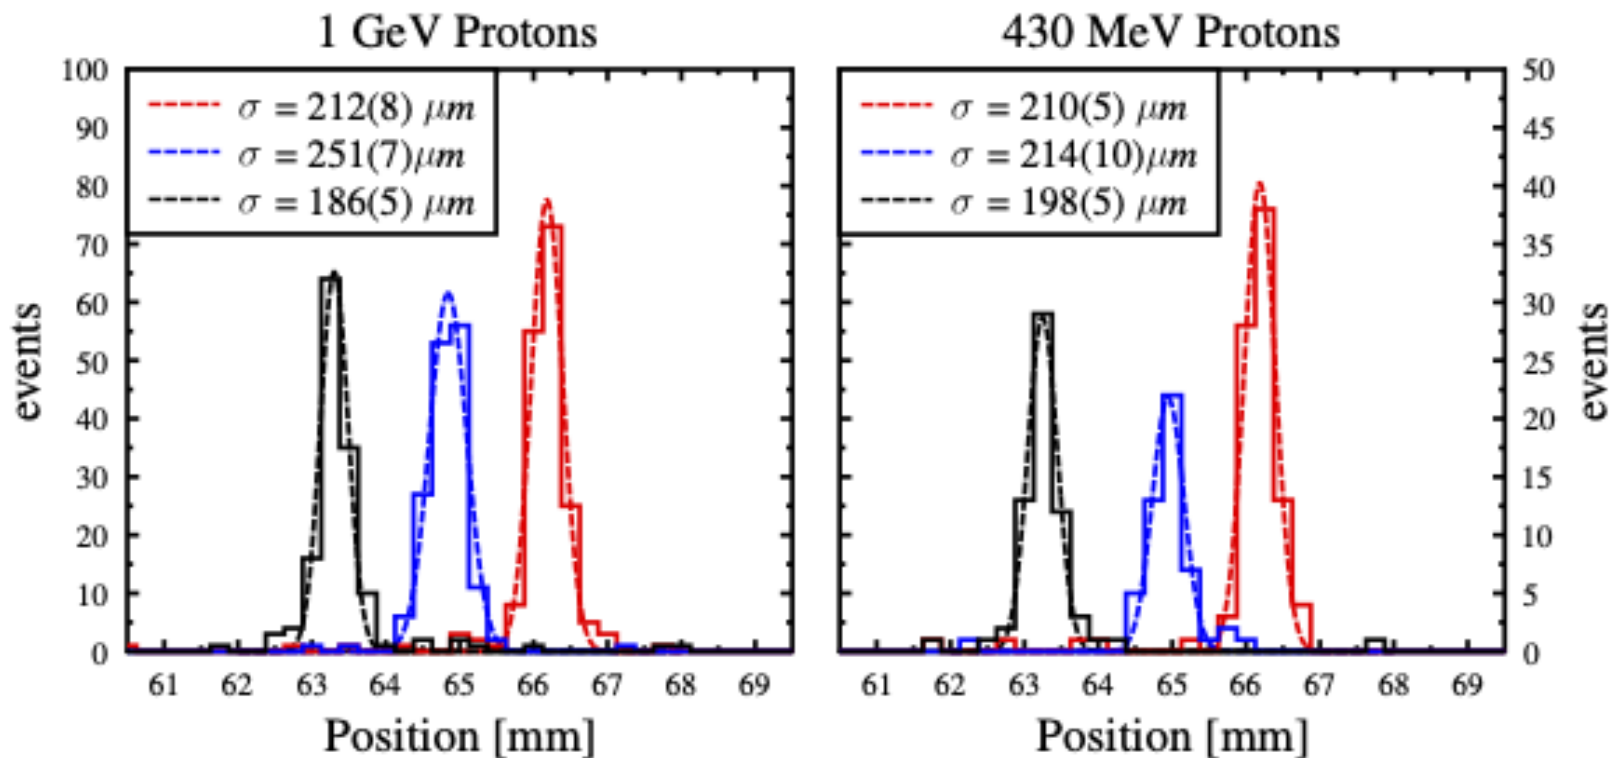 1 GeV Protons
430 MeV Protons
σ = 212(8) μm
σ = 251(7)μm
σ = 186(5) μm
σ = 210(5) μm
σ = 214(10)μm
σ = 198(5) μm
100
90
80
70
60
50
40
30
20
10
0
events
61 62 63 64 65 66 67 68 69
Position [mm]
50
45
40
35
30
25
20
15
10
5
0
events
61 62 63 64 65 66 67 68 69
Position [mm]